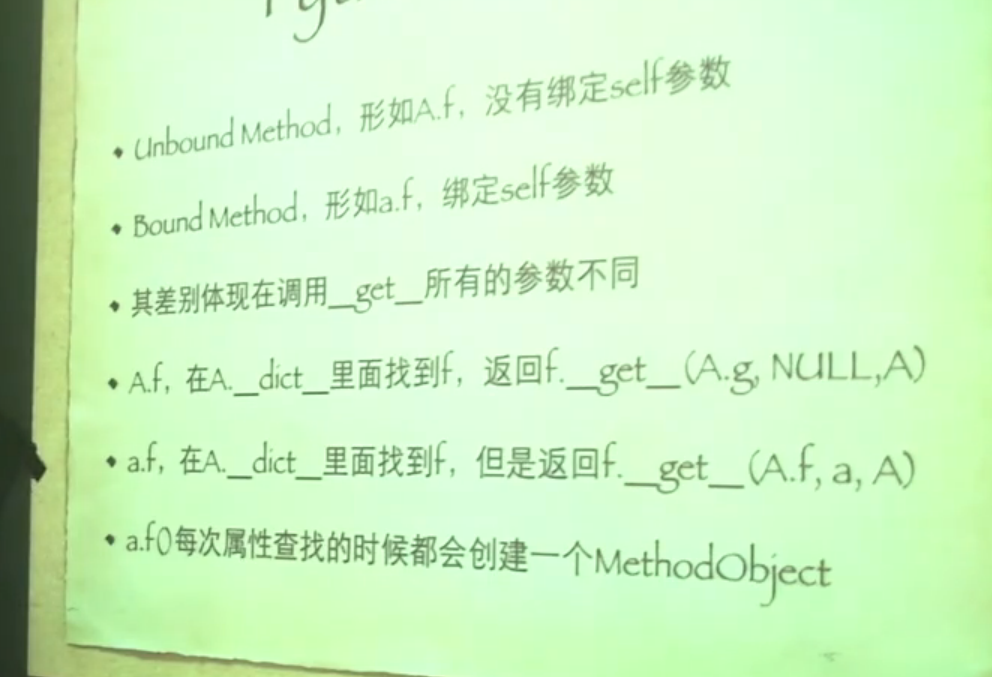 • Unbound Method，形如A.f，没有绑定self参数
• Bound Method，形如a.f，绑定self参数
• 其差别体现在调用__get__所有的参数不同
• A.f，在A.__dict__里面找到f，返回f.__get__(A.g, NULL,A)
• a.f，在A.__dict__里面找到f，但是返回f.__get__(A.f, a, A)
• a.f()每次属性查找的时候都会创建一个MethodObject